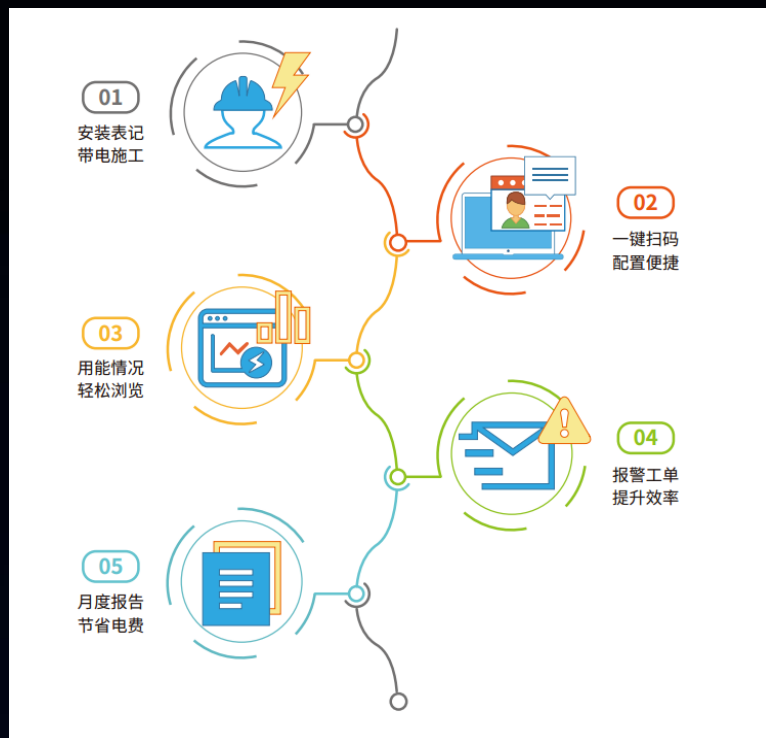 01
安装表记
带电施工
02
一键扫码
配置便捷
03
用能情况
轻松浏览
04
报警工单
提升效率
05
月度报告
节省电费